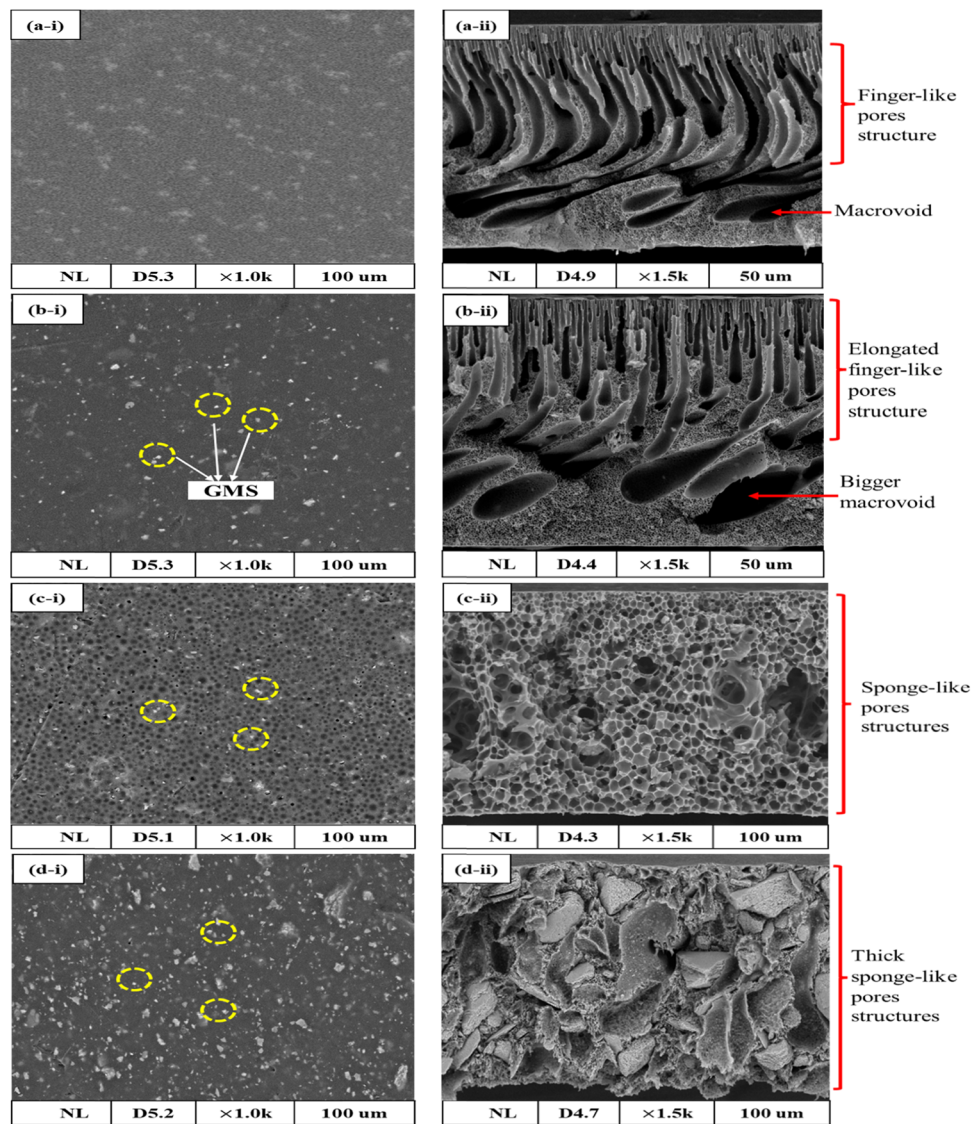 (a-i)
NL D5.3 ×1.0k 100 um
(a-ii)
Finger-like
pores
structure
Macrovoid
NL D4.9 ×1.5k 50 um
(b-i)
GMS
NL D5.3 ×1.0k 100 um
(b-ii)
Elongated
finger-like
pores
structure
Bigger
macrovoid
NL D4.4 ×1.5k 50 um
(c-i)
NL D5.1 ×1.0k 100 um
(c-ii)
Sponge-like
pores
structures
NL D4.3 ×1.5k 100 um
(d-i)
NL D5.2 ×1.0k 100 um
(d-ii)
Thick
sponge-like
pores
structures
NL D4.7 ×1.5k 100 um